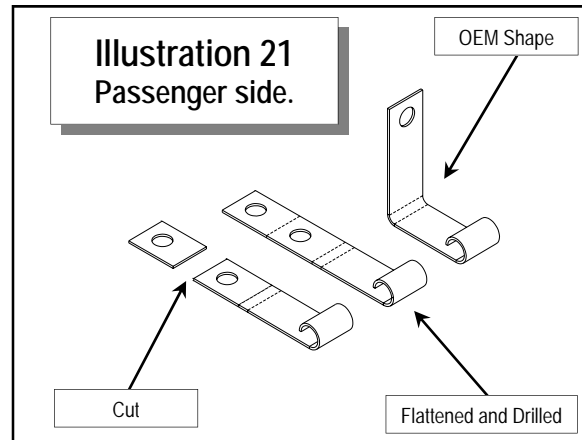 Illustration 21
Passenger side.
OEM Shape
Cut
Flattened and Drilled